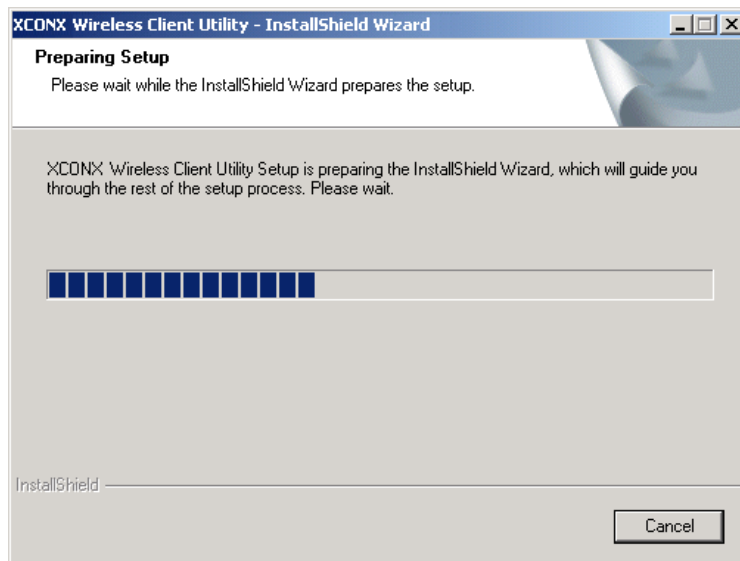 XCONX Wireless Client Utility - InstallShield Wizard
Preparing Setup
Please wait while the InstallShield Wizard prepares the setup.
XCONX Wireless Client Utility Setup is preparing the InstallShield Wizard, which will guide you
through the rest of the setup process. Please wait.
InstallShield
Cancel